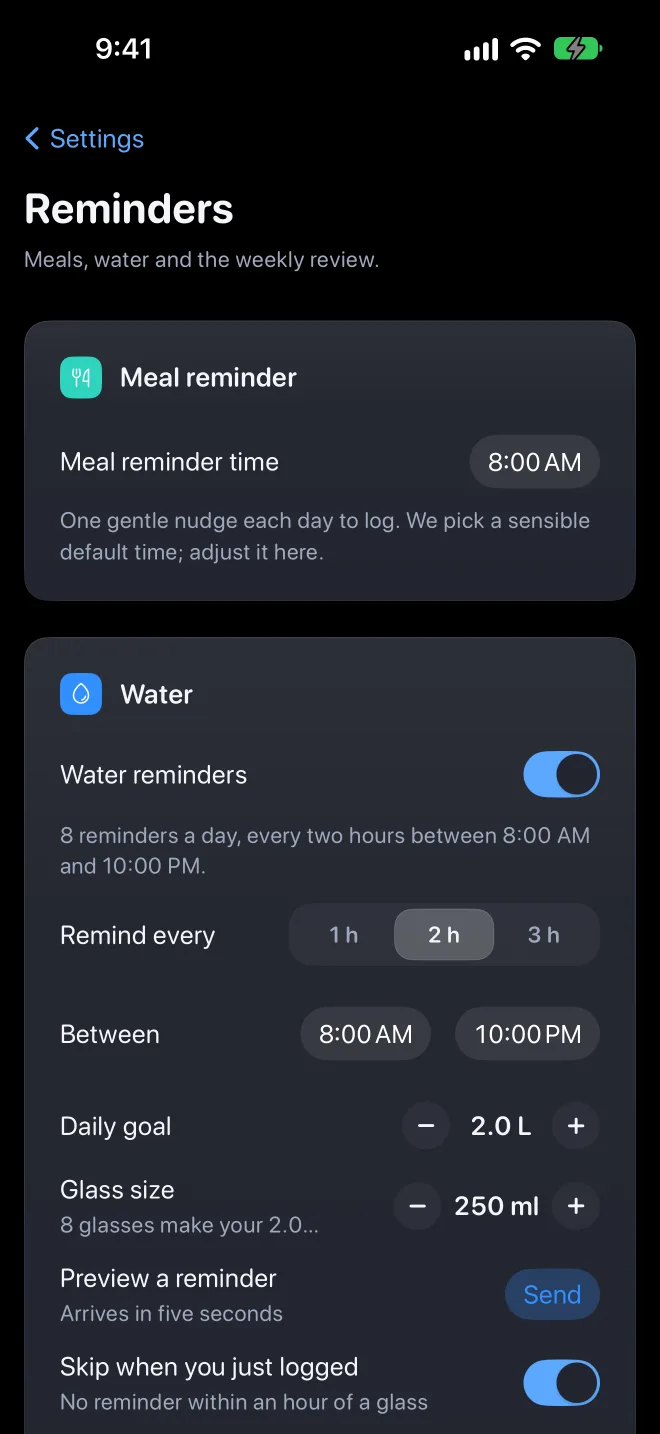 9:41
Settings
Reminders
Meals, water and the weekly review.
Meal reminder
Meal reminder time
8:00 AM
One gentle nudge each day to log. We pick a sensible
default time; adjust it here.
Water
Water reminders
8 reminders a day, every two hours between 8:00 AM
and 10:00 PM.
Remind every
1 h
2 h
3 h
Between
8:00 AM
10:00 PM
Daily goal
− 2.0 L +
Glass size
8 glasses make your 2.0...
− 250 ml +
Preview a reminder
Arrives in five seconds
Send
Skip when you just logged
No reminder within an hour of a glass